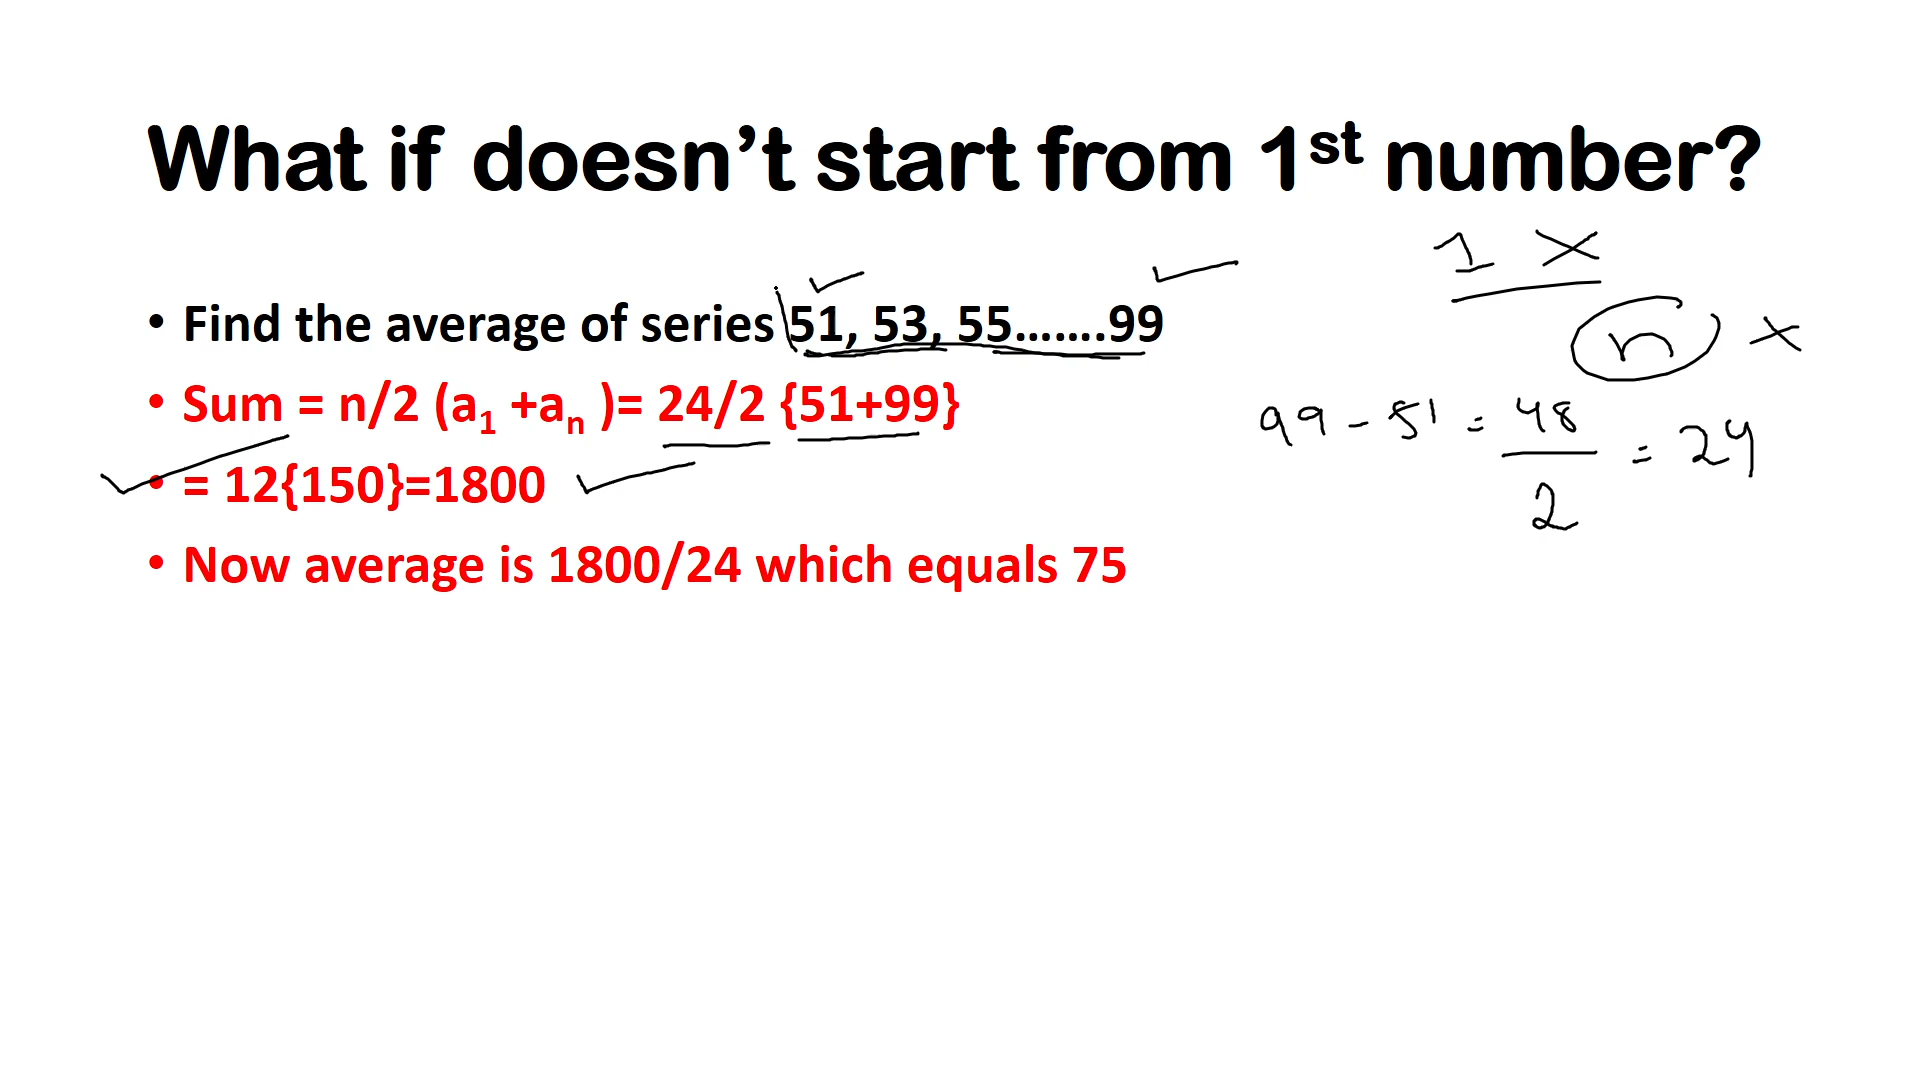 What if doesn’t start from 1st number?
1 X
• Find the average of series 51, 53, 55…….99
n X
• Sum = n/2 (a1 +an )= 24/2 {51+99}
99 - 51 = 48/2 = 24
• = 12{150}=1800
• Now average is 1800/24 which equals 75